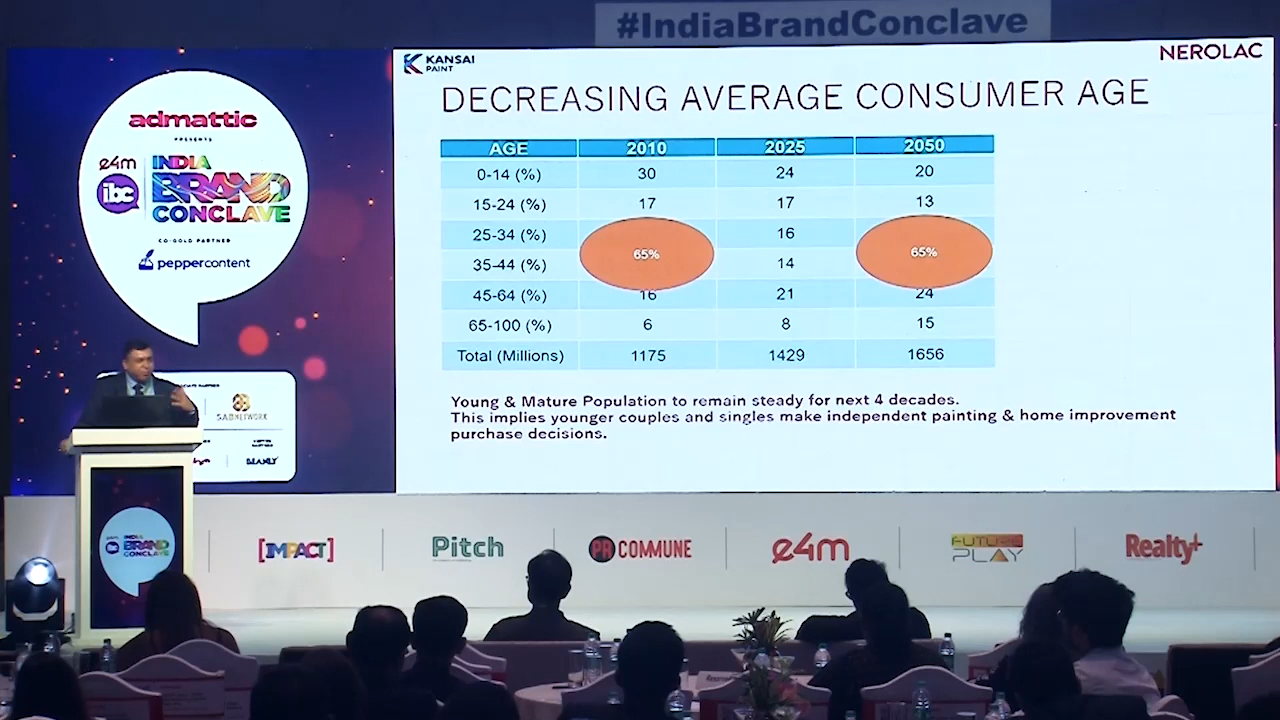 #IndiaBrandConclave
KANSAI
PAINT
NEROLAC
DECREASING AVERAGE CONSUMER AGE
AGE 2010 2025 2050
0-14 (%) 30 24 20
15-24 (%) 17 17 13
25-34 (%) 16
35-44 (%) 14
65% 65%
45-64 (%) 16 21 24
65-100 (%) 6 8 15
Total (Millions) 1175 1429 1656
Young & Mature Population to remain steady for next 4 decades.
This implies younger couples and singles make independent painting & home improvement
purchase decisions.
admattic
PRESENTS
e4m
ibc
INDIA
BRAND
CONCLAVE
CO-GOLD PARTNER
peppercontent
SABNETWORK
INDIA
BRAND
CONCLAVE
[IMPACT]
Pitch
PR COMMUNE
e4m
FUTURE
PLAY
Realty+